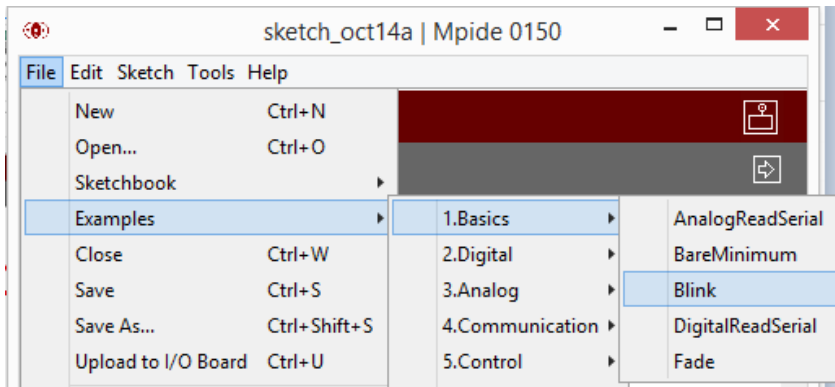 sketch_oct14a | Mpide 0150
File Edit Sketch Tools Help
New Ctrl+N
Open... Ctrl+O
Sketchbook
Examples
Close Ctrl+W
Save Ctrl+S
Save As... Ctrl+Shift+S
Upload to I/O Board Ctrl+U
1.Basics
2.Digital
3.Analog
4.Communication
5.Control
AnalogReadSerial
BareMinimum
Blink
DigitalReadSerial
Fade